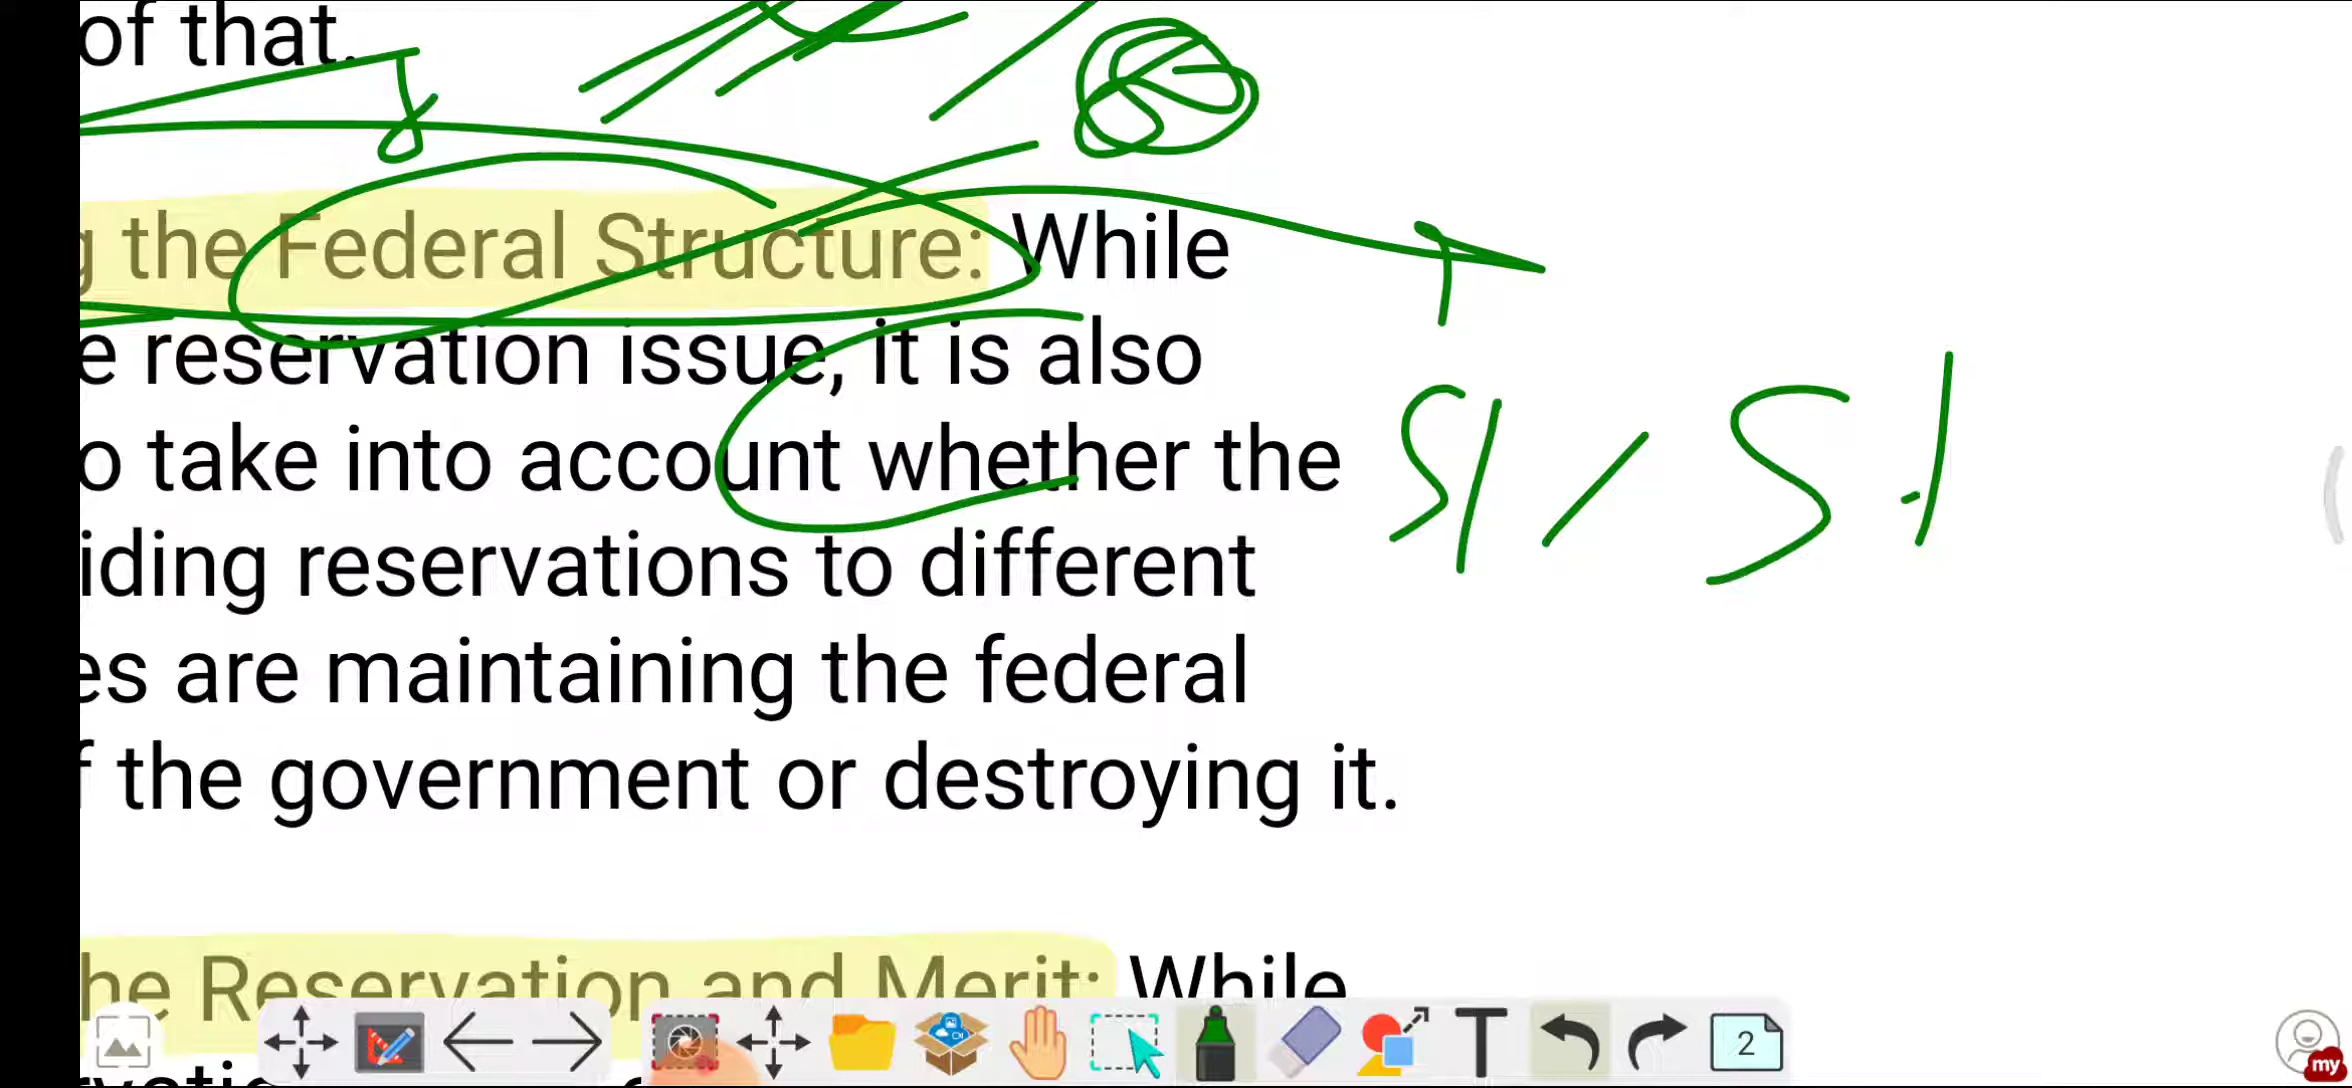 of that.
the Federal Structure: While
e reservation issue, it is also
o take into account whether the
iding reservations to different
es are maintaining the federal
f the government or destroying it.
he Reservation and Merit: While
T
2
my